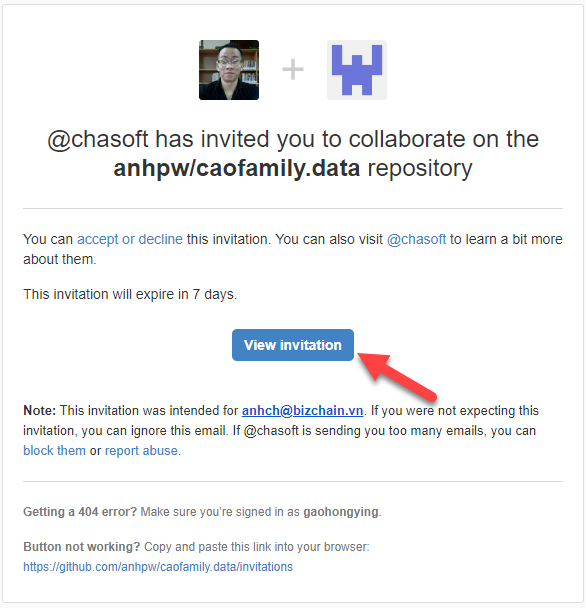 @chasoft has invited you to collaborate on the
anhpw/caofamily.data repository
You can accept or decline this invitation. You can also visit @chasoft to learn a bit more
about them.
This invitation will expire in 7 days.
View invitation
Note: This invitation was intended for anhch@bizchain.vn. If you were not expecting this
invitation, you can ignore this email. If @chasoft is sending you too many emails, you can
block them or report abuse.
Getting a 404 error? Make sure you're signed in as gaohongying.
Button not working? Copy and paste this link into your browser:
https://github.com/anhpw/caofamily.data/invitations